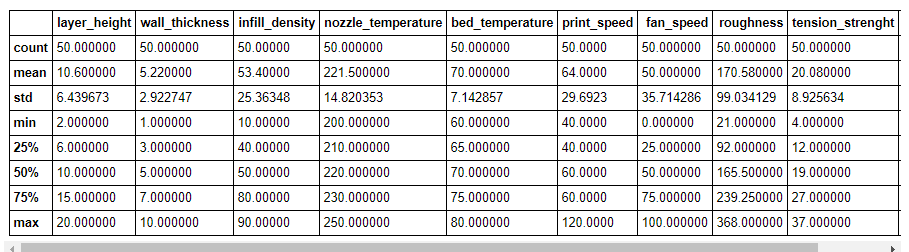 layer_height wall_thickness infill_density nozzle_temperature bed_temperature print_speed fan_speed roughness tension_strenght
count 50.000000 50.000000 50.00000 50.000000 50.000000 50.0000 50.000000 50.000000 50.000000
mean 10.600000 5.220000 53.40000 221.500000 70.000000 64.0000 50.000000 170.580000 20.080000
std 6.439673 2.922747 25.36348 14.820353 7.142857 29.6923 35.714286 99.034129 8.925634
min 2.000000 1.000000 10.00000 200.000000 60.000000 40.0000 0.000000 21.000000 4.000000
25% 6.000000 3.000000 40.00000 210.000000 65.000000 40.0000 25.000000 92.000000 12.000000
50% 10.000000 5.000000 50.00000 220.000000 70.000000 60.0000 50.000000 165.500000 19.000000
75% 15.000000 7.000000 80.00000 230.000000 75.000000 60.0000 75.000000 239.250000 27.000000
max 20.000000 10.000000 90.00000 250.000000 80.000000 120.0000 100.000000 368.000000 37.000000